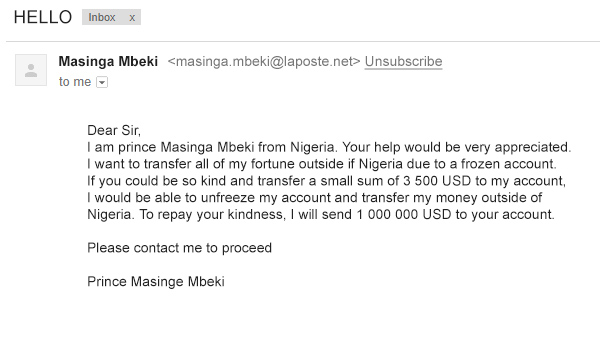 HELLO Inbox x
Masinga Mbeki <masinga.mbeki@laposte.net> Unsubscribe
to me
Dear Sir,
I am prince Masinga Mbeki from Nigeria. Your help would be very appreciated.
I want to transfer all of my fortune outside if Nigeria due to a frozen account.
If you could be so kind and transfer a small sum of 3 500 USD to my account,
I would be able to unfreeze my account and transfer my money outside of
Nigeria. To repay your kindness, I will send 1 000 000 USD to your account.
Please contact me to proceed
Prince Masinge Mbeki